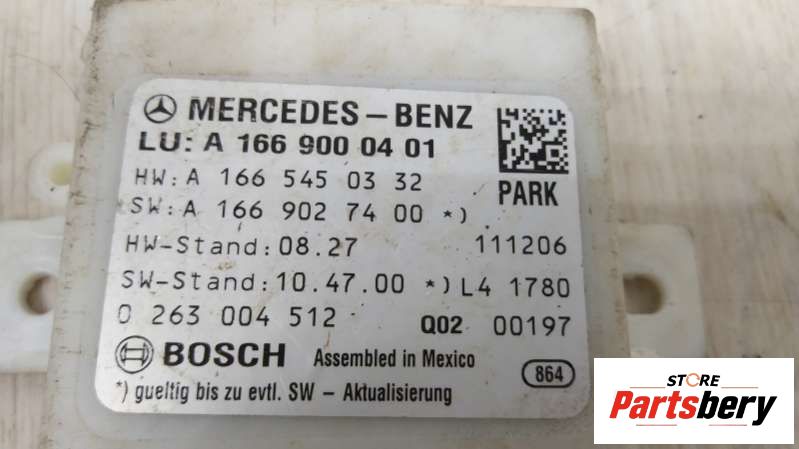 MERCEDES-BENZ
LU: A 166 900 04 01
HW: A 166 545 03 32
PARK
SW: A 166 902 74 00 *)
HW-Stand: 08.27 111206
SW-Stand: 10.47.00 *) L4 1780
0 263 004 512 Q02 00197
BOSCH Assembled in Mexico 864
*) gueltig bis zu evtl. SW - Aktualisierung
STORE
Partsbery